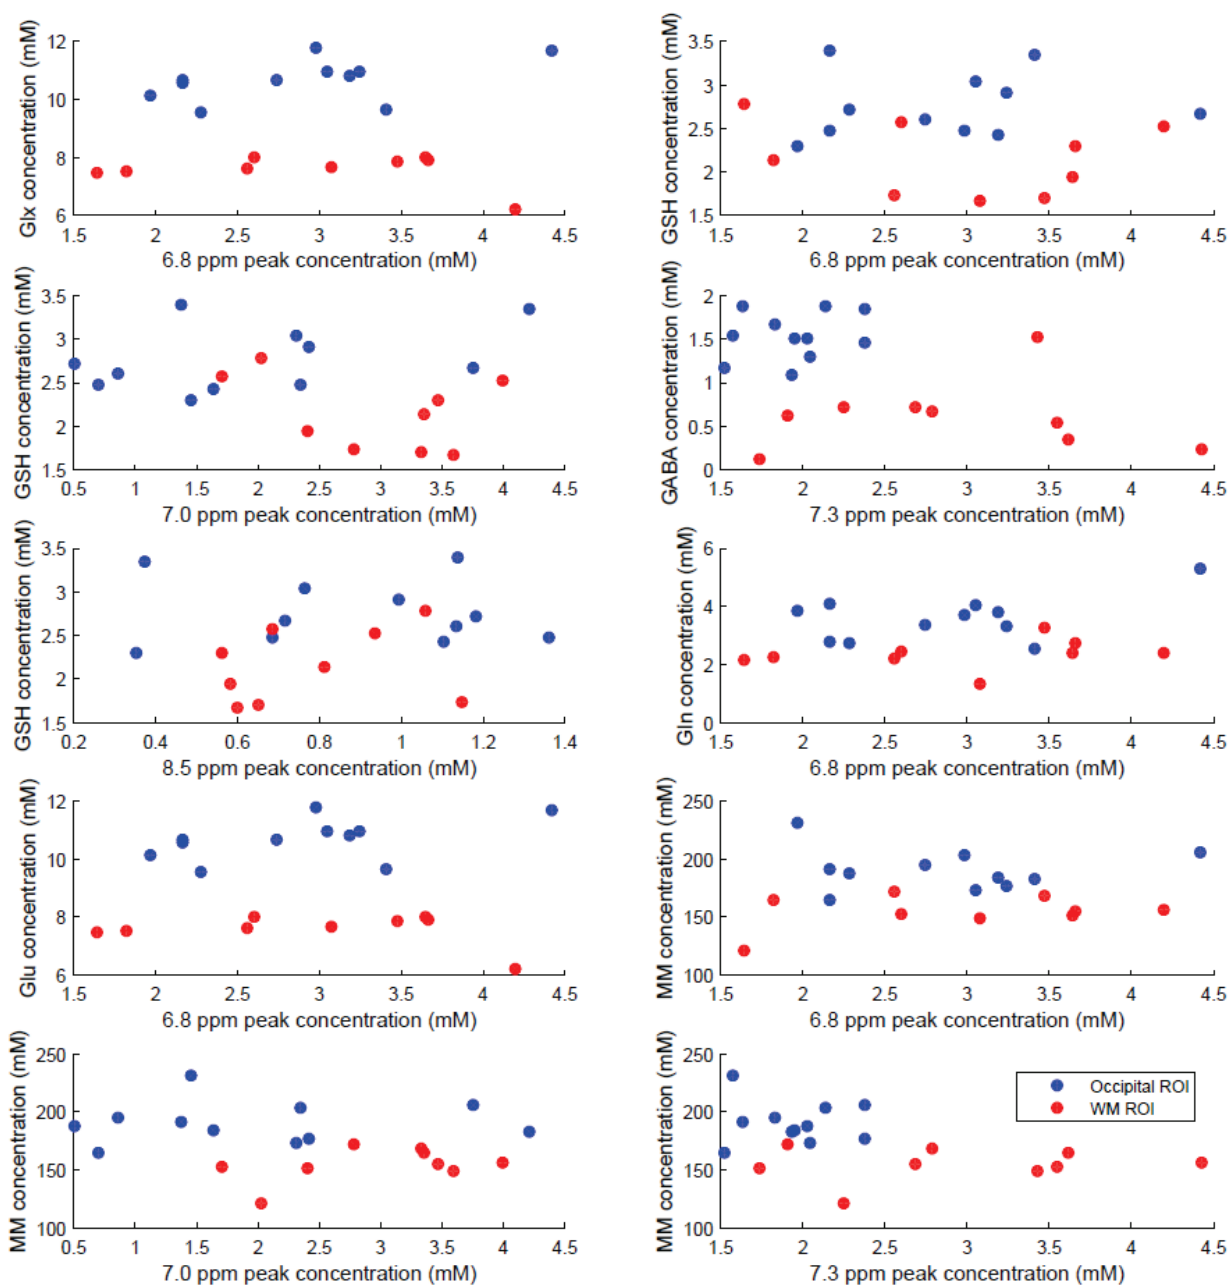 Glx concentration (mM)
12
10
8
6
1.5 2 2.5 3 3.5 4 4.5
6.8 ppm peak concentration (mM)
GSH concentration (mM)
3.5
3
2.5
2
1.5
1.5 2 2.5 3 3.5 4 4.5
6.8 ppm peak concentration (mM)
GSH concentration (mM)
3.5
3
2.5
2
1.5
0.5 1 1.5 2 2.5 3 3.5 4 4.5
7.0 ppm peak concentration (mM)
GABA concentration (mM)
2
1.5
1
0.5
0
1.5 2 2.5 3 3.5 4 4.5
7.3 ppm peak concentration (mM)
GSH concentration (mM)
3.5
3
2.5
2
1.5
0.2 0.4 0.6 0.8 1 1.2 1.4
8.5 ppm peak concentration (mM)
Gln concentration (mM)
6
4
2
0
1.5 2 2.5 3 3.5 4 4.5
6.8 ppm peak concentration (mM)
Glu concentration (mM)
12
10
8
6
1.5 2 2.5 3 3.5 4 4.5
6.8 ppm peak concentration (mM)
MM concentration (mM)
250
200
150
100
1.5 2 2.5 3 3.5 4 4.5
6.8 ppm peak concentration (mM)
MM concentration (mM)
250
200
150
100
0.5 1 1.5 2 2.5 3 3.5 4 4.5
7.0 ppm peak concentration (mM)
MM concentration (mM)
250
200
150
100
Occipital ROI
WM ROI
1.5 2 2.5 3 3.5 4 4.5
7.3 ppm peak concentration (mM)